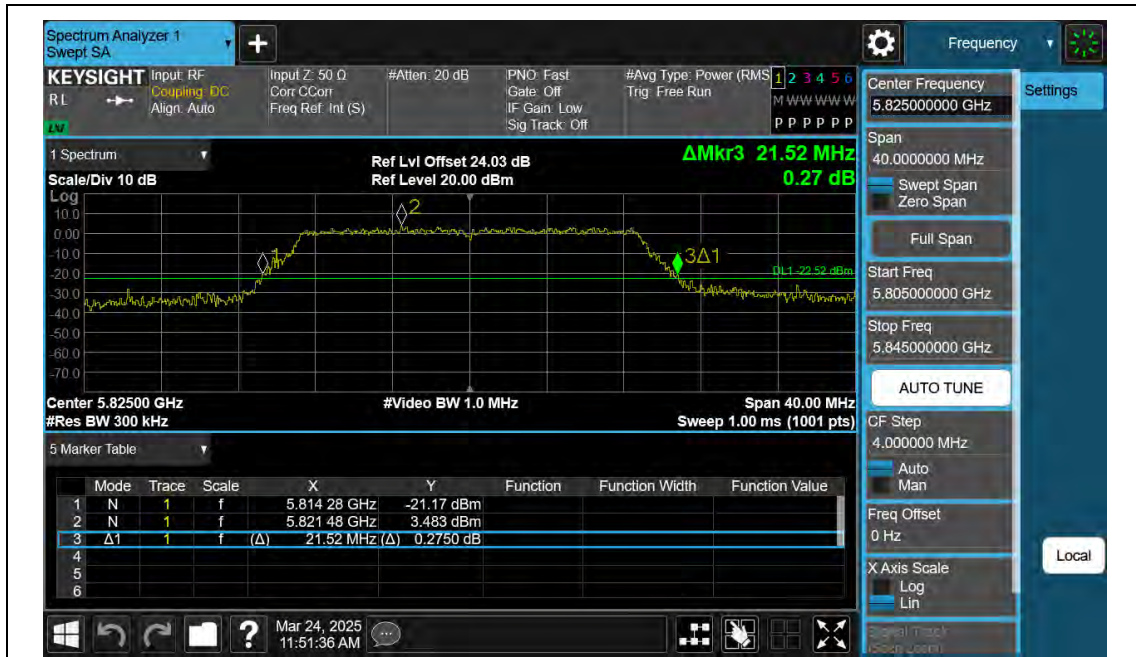 Spectrum Analyzer 1
Swept SA
Frequency
KEYSIGHT
RL
LXI
Input: RF
Coupling: DC
Align: Auto
Input Z: 50 Ω
Corr CCorr
Freq Ref: Int (S)
#Atten: 20 dB
PNO: Fast
Gate: Off
IF Gain: Low
Sig Track: Off
#Avg Type: Power (RMS
Trig: Free Run
1 2 3 4 5 6
M W W W W W
P P P P P P
1 Spectrum
Scale/Div 10 dB
Ref Lvl Offset 24.03 dB
Ref Level 20.00 dBm
ΔMkr3 21.52 MHz
0.27 dB
Log
10.0
0.00
-10.0
-20.0
-30.0
-40.0
-50.0
-60.0
-70.0
1
2
3Δ1
DL1 -22.52 dBm
Center 5.82500 GHz
#Video BW 1.0 MHz
Span 40.00 MHz
#Res BW 300 kHz
Sweep 1.00 ms (1001 pts)
5 Marker Table
Mode Trace Scale X Y Function Function Width Function Value
1 N 1 f 5.814 28 GHz -21.17 dBm
2 N 1 f 5.821 48 GHz 3.483 dBm
3 Δ1 1 f (Δ) 21.52 MHz (Δ) 0.2750 dB
4
5
6
Mar 24, 2025
11:51:36 AM
?
Center Frequency
5.825000000 GHz
Settings
Span
40.0000000 MHz
Swept Span
Zero Span
Full Span
Start Freq
5.805000000 GHz
Stop Freq
5.845000000 GHz
AUTO TUNE
CF Step
4.000000 MHz
Auto
Man
Freq Offset
0 Hz
X Axis Scale
Log
Lin
Signal Track
(Span Zoom)
Local